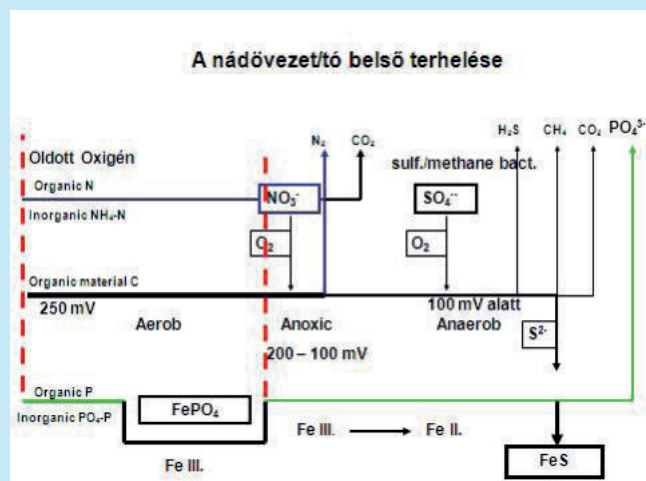 A nádövezet/tó belső terhelése
N₂ CO₂ H₂S CH₄ CO₂ PO₄³⁻
Oldott Oxigén
sulf./methane bact.
Organic N
NO₃⁻
SO₄⁻⁻
Inorganic NH₄-N
O₂ O₂
Organic material C
250 mV
100 mV alatt
Aerob Anoxic Anaerob
S²⁻
200 – 100 mV
Organic P
FePO₄
Inorganic PO₄-P
Fe III. Fe II.
Fe III.
FeS